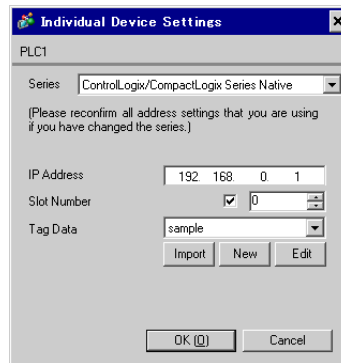 Individual Device Settings
PLC1
Series ControlLogix/CompactLogix Series Native
(Please reconfirm all address settings that you are using
if you have changed the series.)
IP Address 192. 168. 0. 1
Slot Number 0
Tag Data sample
Import New Edit
OK (O) Cancel